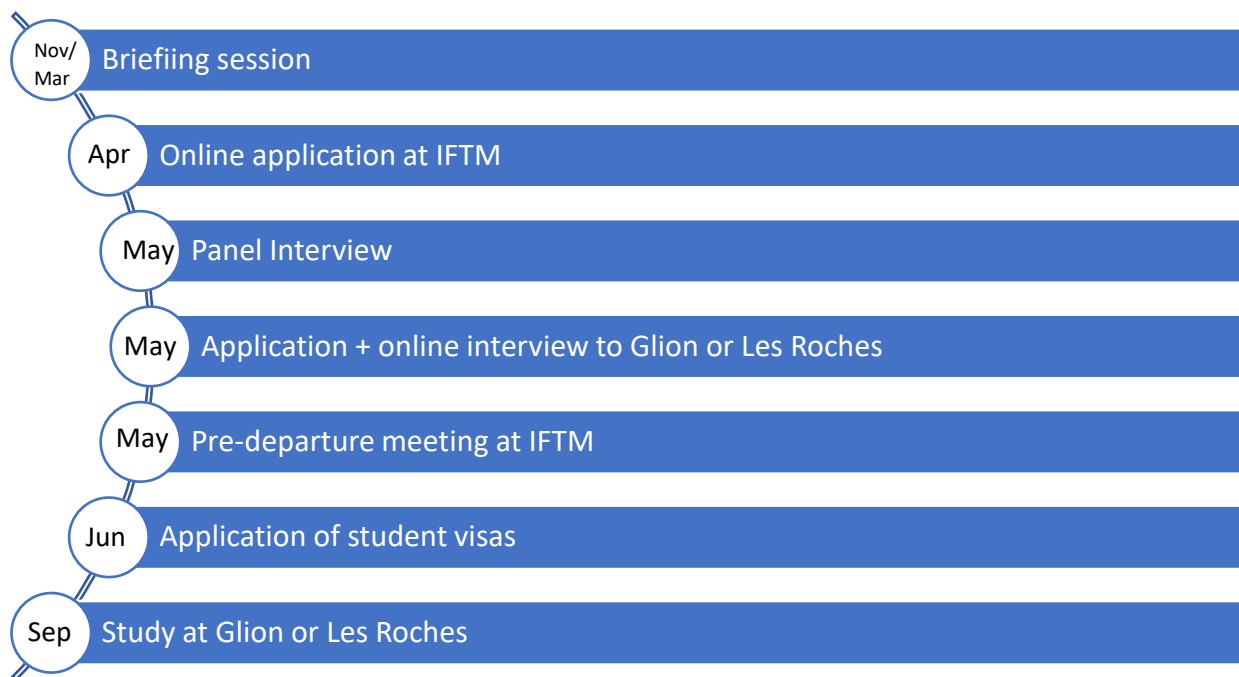 Nov/
Mar
Briefiing session
Apr
Online application at IFTM
May
Panel Interview
May
Application + online interview to Glion or Les Roches
May
Pre-departure meeting at IFTM
Jun
Application of student visas
Sep
Study at Glion or Les Roches